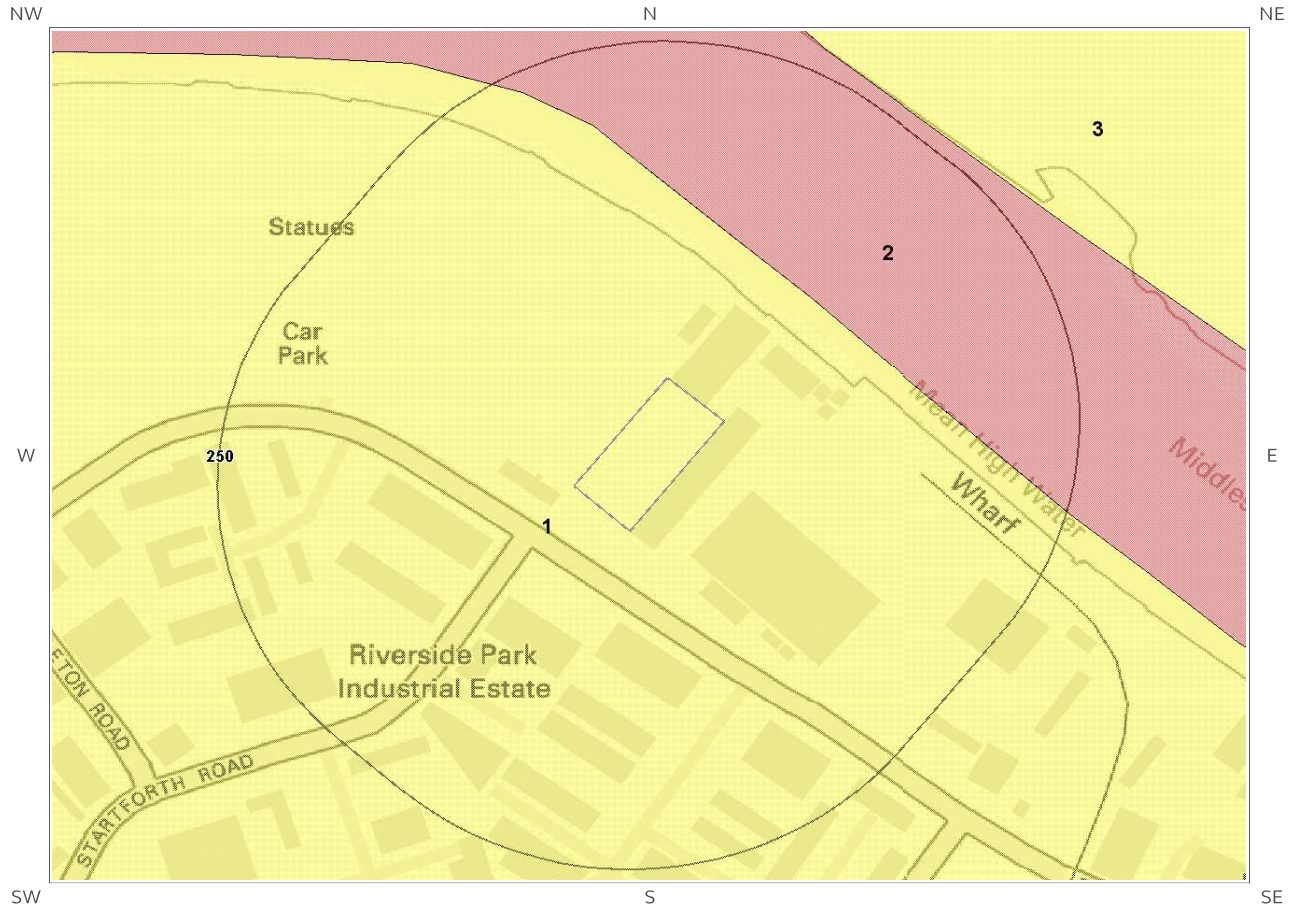 NW
N
NE
3
Statues
2
Car
Park
Mean High Water
Middles
W
250
E
Wharf
1
Riverside Park
Industrial Estate
ETON ROAD
STARTFORTH ROAD
SW
S
SE